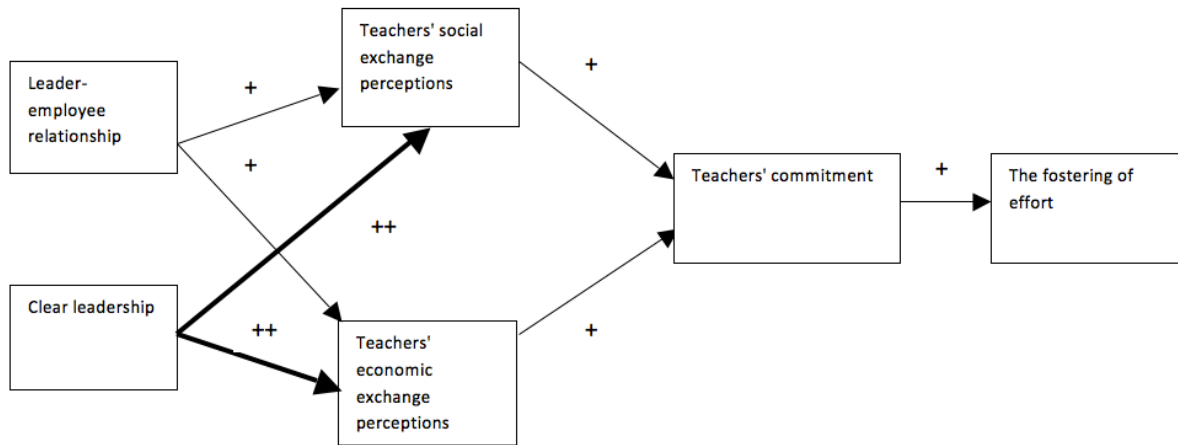 Leader-
employee
relationship
+
+
Teachers' social
exchange
perceptions
+
Clear leadership
++
++
Teachers'
economic
exchange
perceptions
+
Teachers' commitment
+
The fostering of
effort